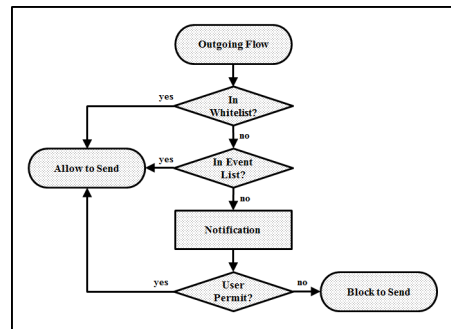 Outgoing Flow
yes
In
Whitelist?
no
Allow to Send
yes
In Event
List?
no
Notification
yes
User
Permit?
no
Block to Send